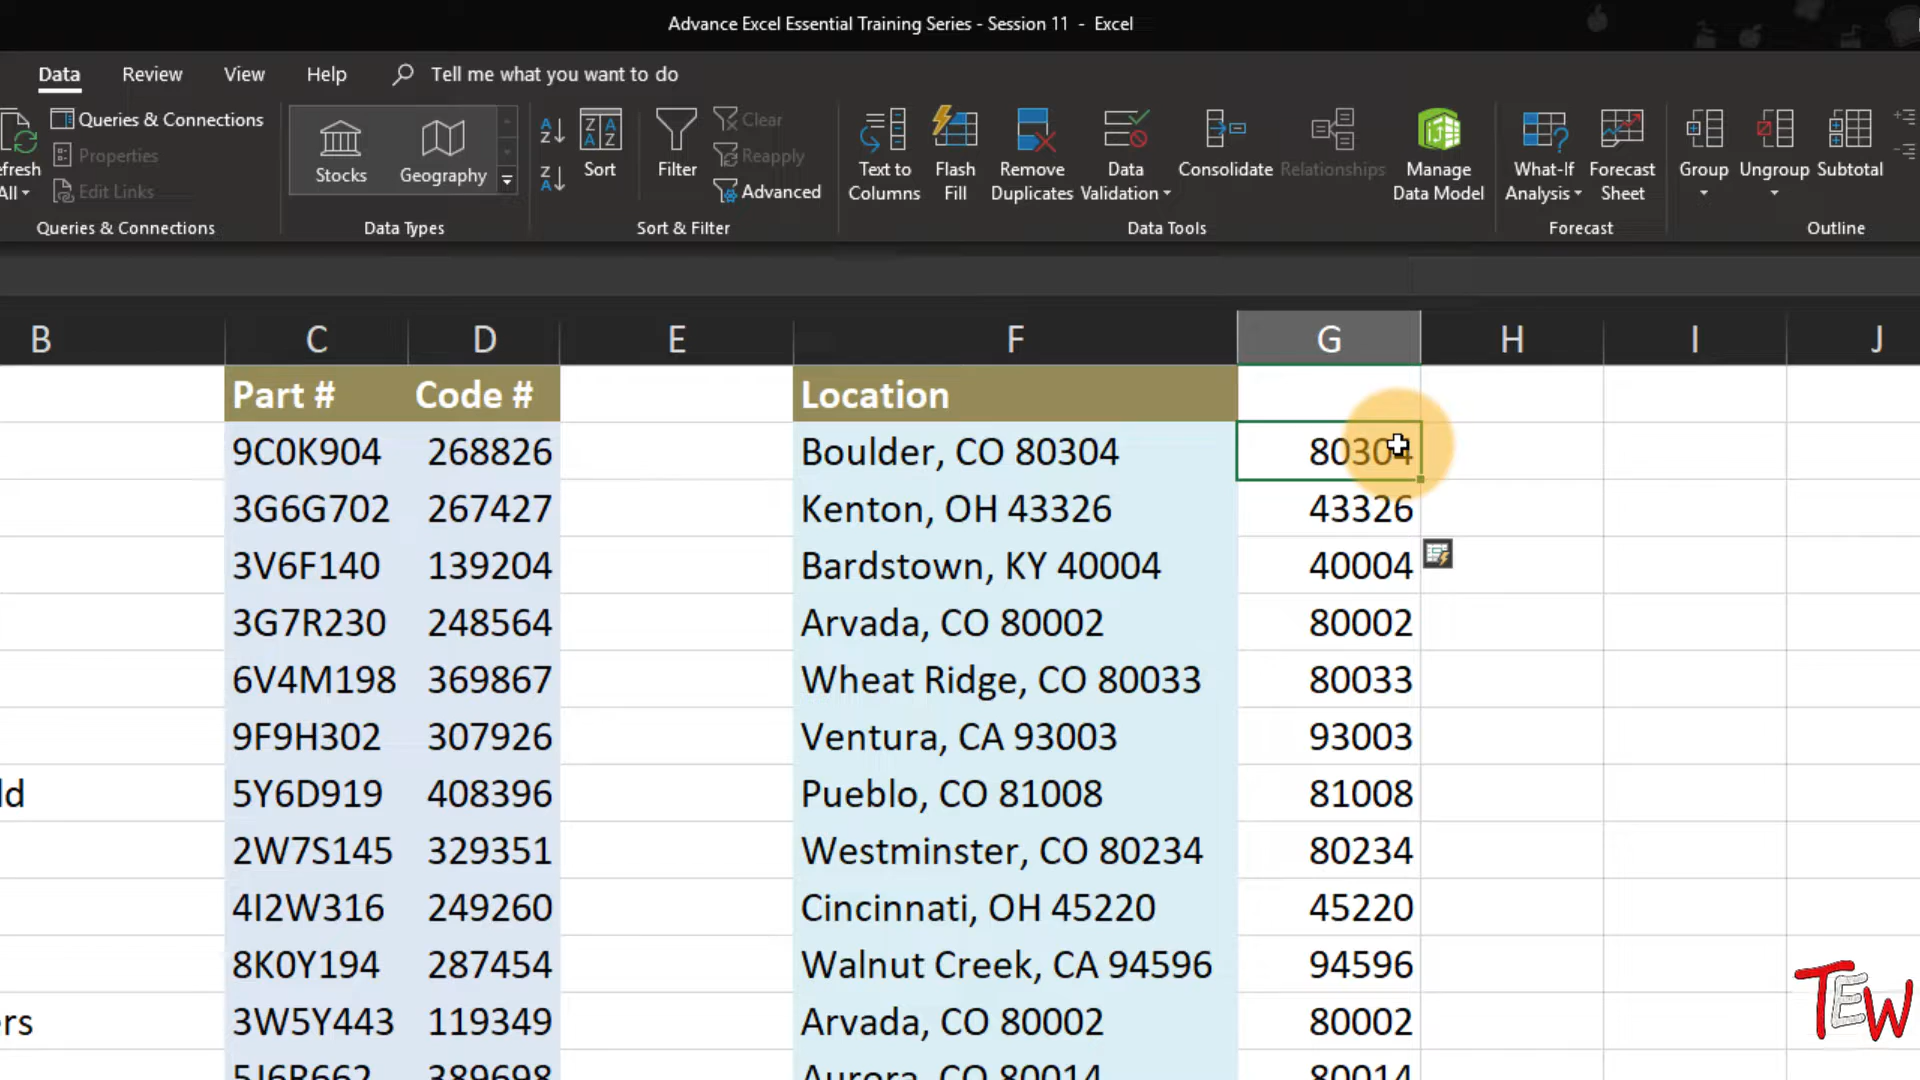 Advance Excel Essential Training Series - Session 11 - Excel
Data Review View Help Tell me what you want to do
Queries & Connections
Properties
Edit Links
Queries & Connections
Stocks Geography
Data Types
Sort Filter
Clear
Reapply
Advanced
Sort & Filter
Text to Columns
Flash Fill
Remove Duplicates
Data Validation
Consolidate
Relationships
Manage Data Model
Data Tools
What-If Analysis
Forecast Sheet
Forecast
Group Ungroup Subtotal
Outline
B C D E F G H I J
Part # Code # Location
9C0K904 268826 Boulder, CO 80304 80304
3G6G702 267427 Kenton, OH 43326 43326
3V6F140 139204 Bardstown, KY 40004 40004
3G7R230 248564 Arvada, CO 80002 80002
6V4M198 369867 Wheat Ridge, CO 80033 80033
9F9H302 307926 Ventura, CA 93003 93003
ld 5Y6D919 408396 Pueblo, CO 81008 81008
2W7S145 329351 Westminster, CO 80234 80234
4I2W316 249260 Cincinnati, OH 45220 45220
8K0Y194 287454 Walnut Creek, CA 94596 94596
ers 3W5Y443 119349 Arvada, CO 80002 80002
Aurora, CO 80014 80014
TEW